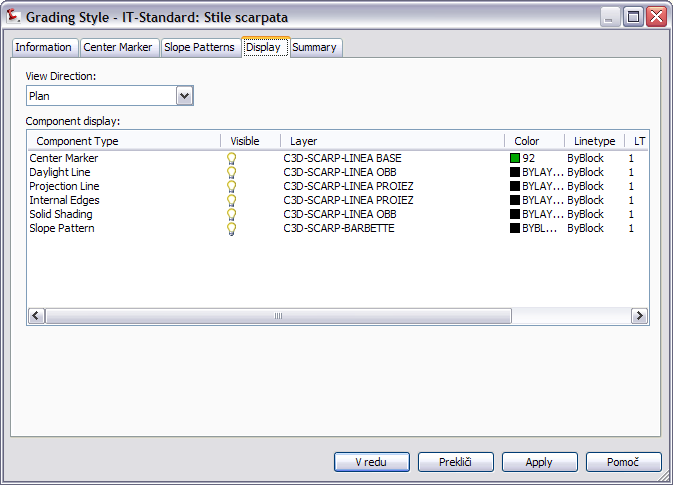 Grading Style - IT-Standard: Stile scarpata
Information Center Marker Slope Patterns Display Summary
View Direction:
Plan
Component display:
Component Type Visible Layer Color Linetype LT
Center Marker C3D-SCARP-LINEA BASE 92 ByBlock 1
Daylight Line C3D-SCARP-LINEA OBB BYLAY... ByBlock 1
Projection Line C3D-SCARP-LINEA PROIEZ BYLAY... ByBlock 1
Internal Edges C3D-SCARP-LINEA PROIEZ BYLAY... ByBlock 1
Solid Shading C3D-SCARP-LINEA OBB BYLAY... ByBlock 1
Slope Pattern C3D-SCARP-BARBETTE BYBL... ByBlock 1
V redu Prekliči Apply Pomoč